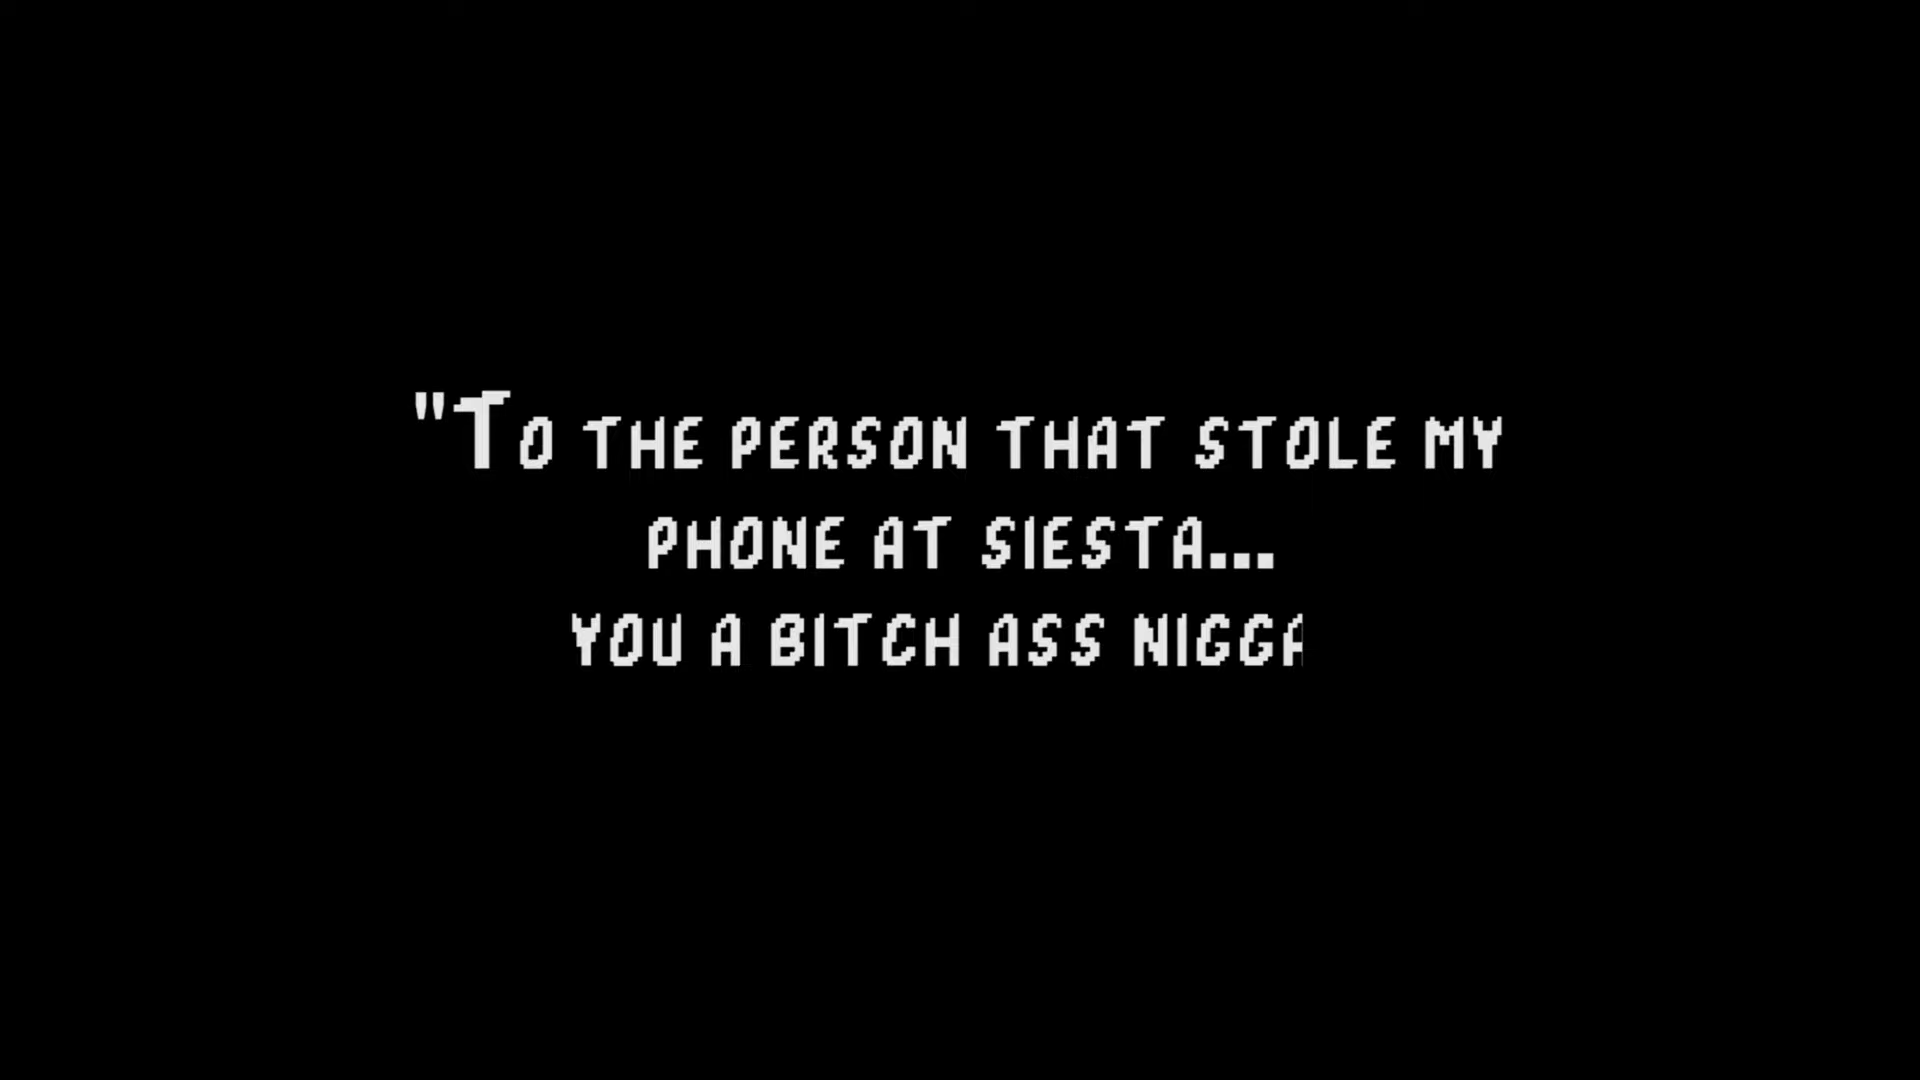 "To the person that stole my
phone at siesta...
you a bitch ass nigga